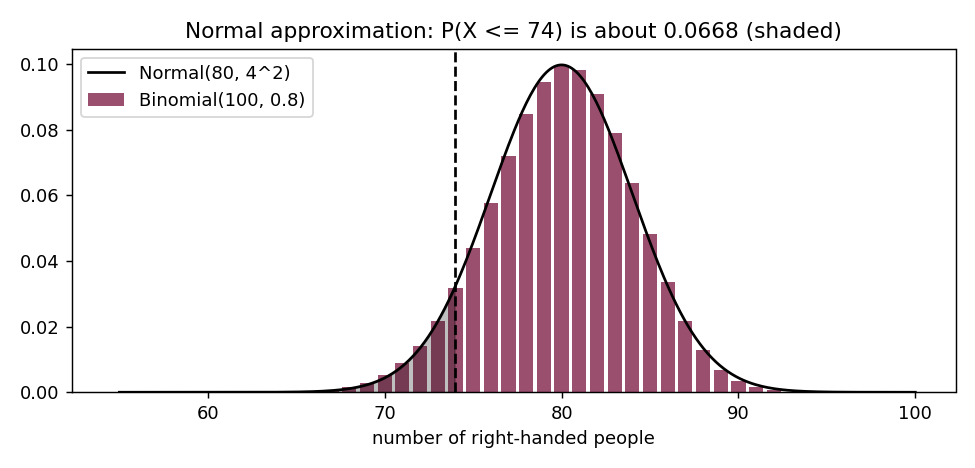 Normal approximation: P(X <= 74) is about 0.0668 (shaded)
Normal(80, 4^2)
Binomial(100, 0.8)
0.10
0.08
0.06
0.04
0.02
0.00
60 70 80 90 100
number of right-handed people